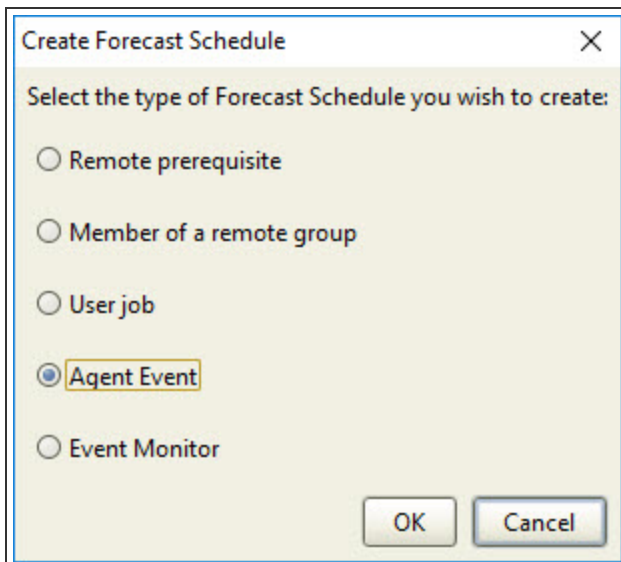 Create Forecast Schedule
Select the type of Forecast Schedule you wish to create:
Remote prerequisite
Member of a remote group
User job
Agent Event
Event Monitor
OK Cancel